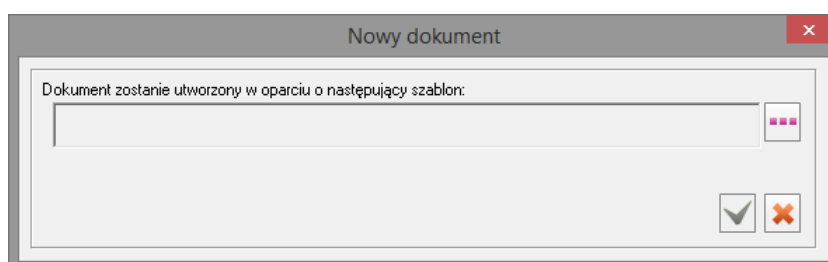 Nowy dokument
Dokument zostanie utworzony w oparciu o następujący szablon: